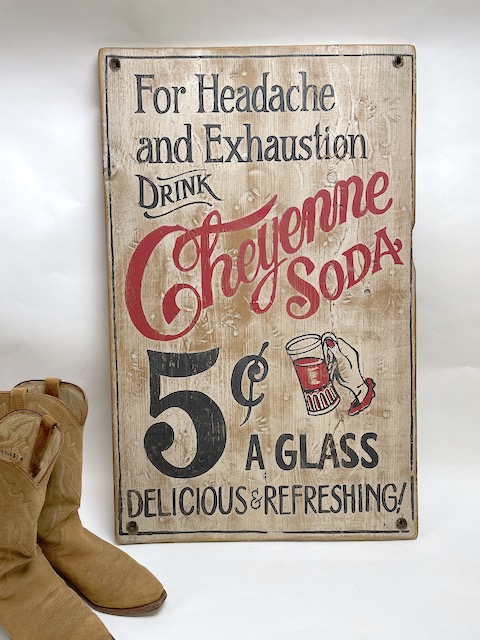 For Headache
and Exhaustion
DRINK
Cheyenne
SODA
5¢
A GLASS
DELICIOUS & REFRESHING!